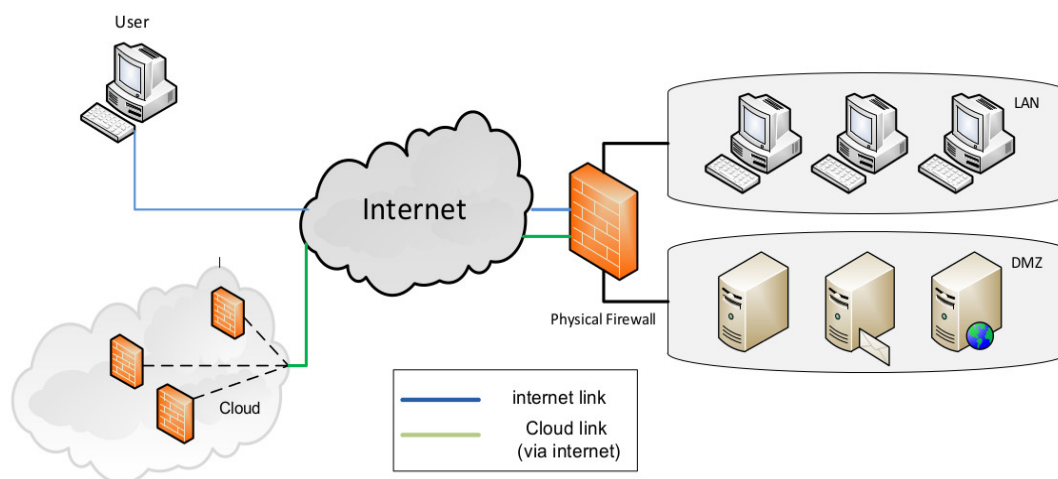 User
LAN
Internet
DMZ
Physical Firewall
Cloud
internet link
Cloud link
(via internet)